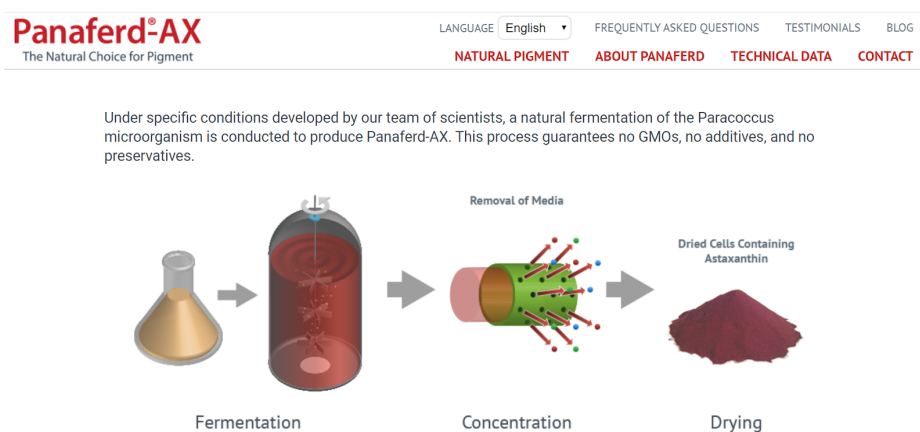 Panaferd®-AX
The Natural Choice for Pigment
LANGUAGE English FREQUENTLY ASKED QUESTIONS TESTIMONIALS BLOG
NATURAL PIGMENT ABOUT PANAFERD TECHNICAL DATA CONTACT
Under specific conditions developed by our team of scientists, a natural fermentation of the Paracoccus
microorganism is conducted to produce Panaferd-AX. This process guarantees no GMOs, no additives, and no
preservatives.
Removal of Media
Dried Cells Containing
Astaxanthin
Fermentation Concentration Drying